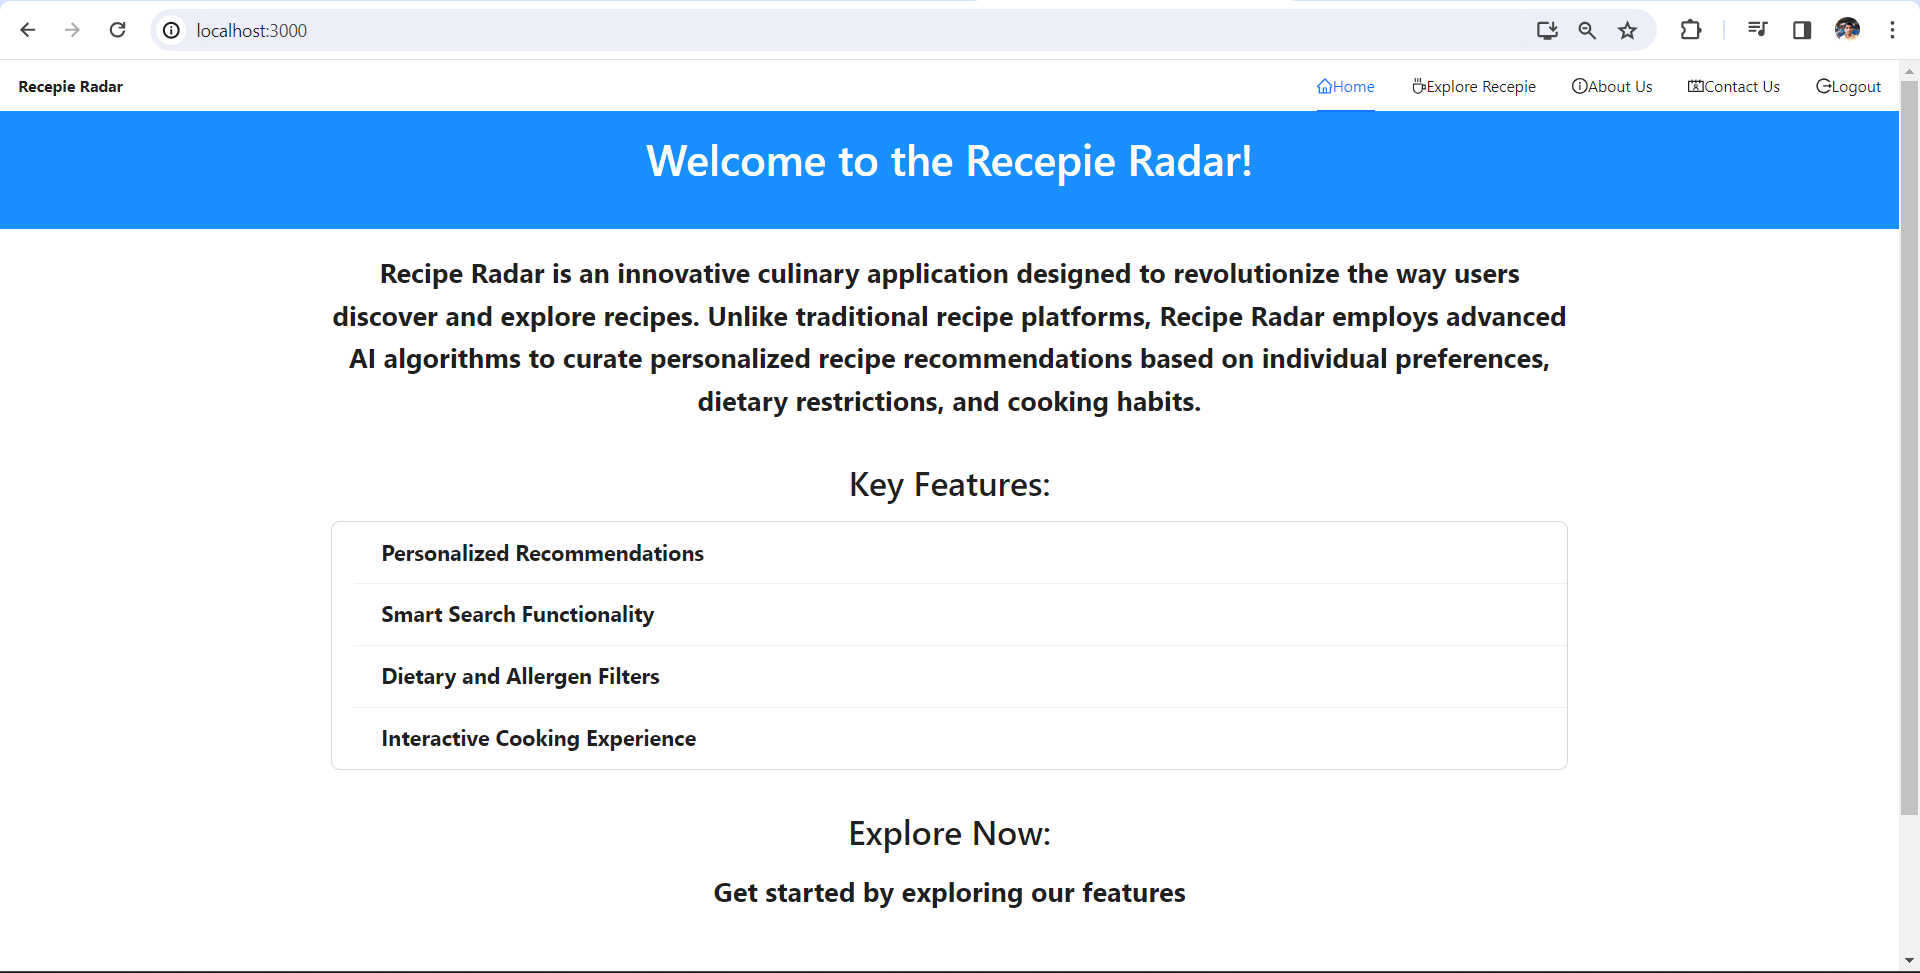 localhost:3000
Recepie Radar
Home
Explore Recepie
About Us
Contact Us
Logout
Welcome to the Recepie Radar!
Recipe Radar is an innovative culinary application designed to revolutionize the way users
discover and explore recipes. Unlike traditional recipe platforms, Recipe Radar employs advanced
AI algorithms to curate personalized recipe recommendations based on individual preferences,
dietary restrictions, and cooking habits.
Key Features:
Personalized Recommendations
Smart Search Functionality
Dietary and Allergen Filters
Interactive Cooking Experience
Explore Now:
Get started by exploring our features